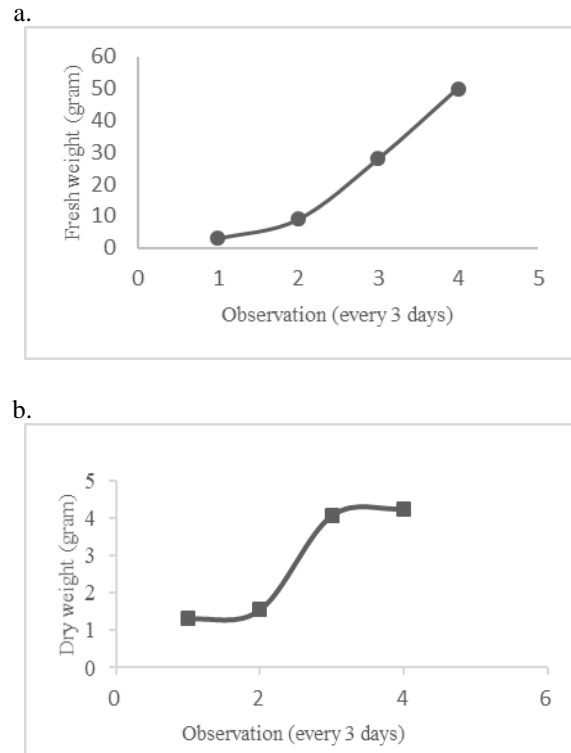 a.
Fresh weight (gram)
60
50
40
30
20
10
0
0 1 2 3 4 5
Observation (every 3 days)
b.
Dry weight (gram)
5
4
3
2
1
0
0 2 4 6
Observation (every 3 days)